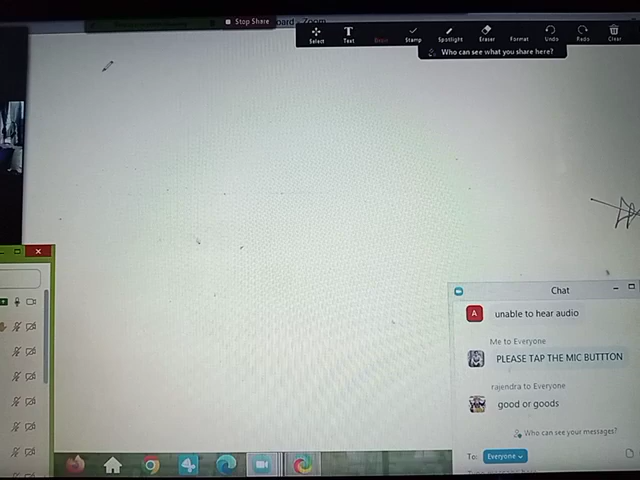 Stop Share
Select
Text
Stamp
Spotlight
Eraser
Format
Undo
Redo
Clear
Who can see what you share here?
Chat
A
unable to hear audio
Me to Everyone
PLEASE TAP THE MIC BUTTTON
rajendra to Everyone
good or goods
Who can see your messages?
To: Everyone